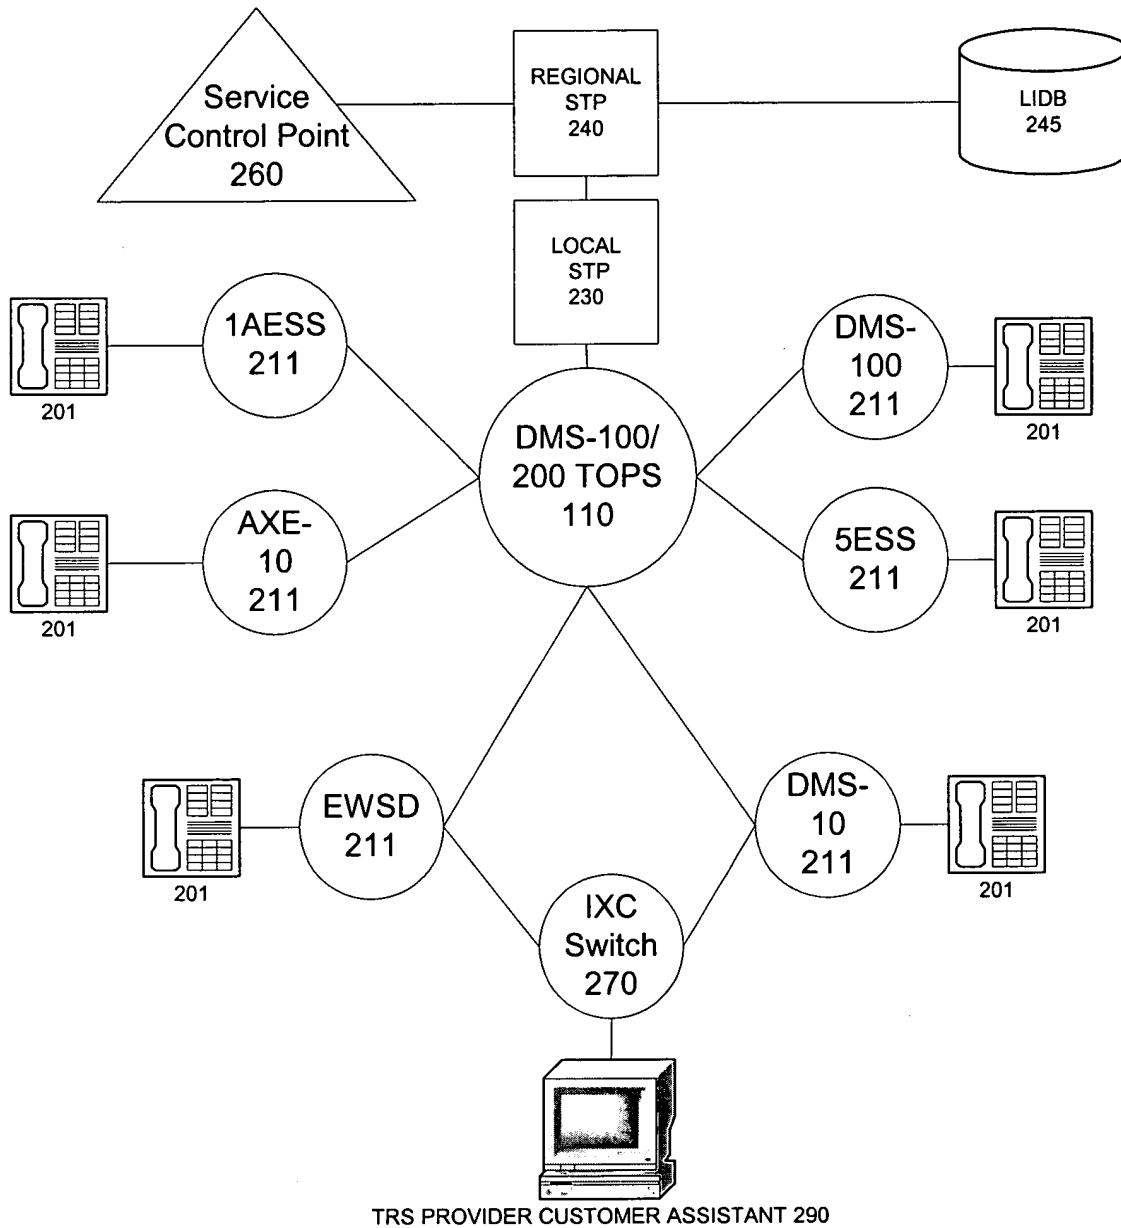 Service
Control Point
260
REGIONAL
STP
240
LIDB
245
LOCAL
STP
230
201
1AESS
211
DMS-
100
211
201
DMS-100/
200 TOPS
110
201
AXE-
10
211
5ESS
211
201
201
EWSD
211
DMS-
10
211
201
IXC
Switch
270
TRS PROVIDER CUSTOMER ASSISTANT 290